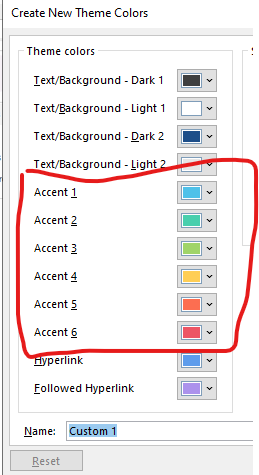 Create New Theme Colors
Theme colors
Text/Background - Dark 1
Text/Background - Light 1
Text/Background - Dark 2
Text/Background - Light 2
Accent 1
Accent 2
Accent 3
Accent 4
Accent 5
Accent 6
Hyperlink
Followed Hyperlink
Name: Custom 1
Reset